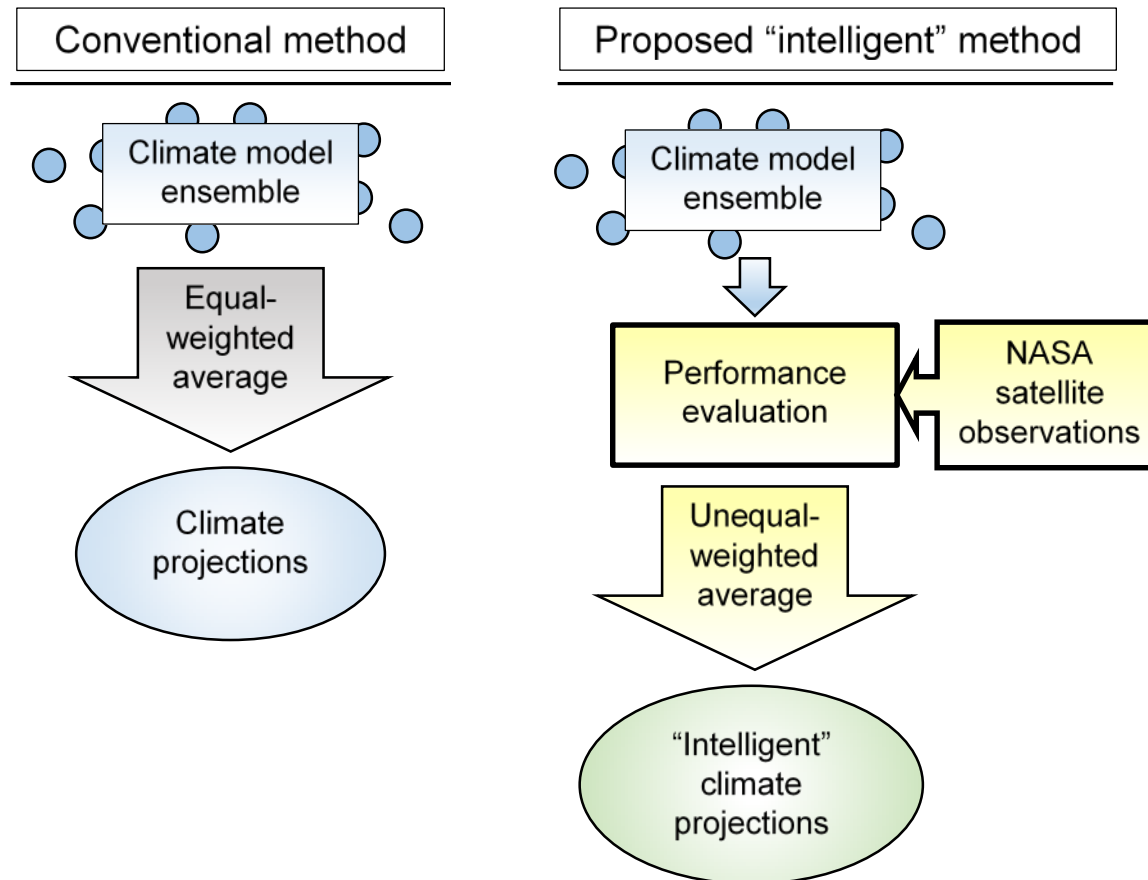 Conventional method
Climate model
ensemble
Equal-
weighted
average
Climate
projections
Proposed “intelligent” method
Climate model
ensemble
Performance
evaluation
NASA
satellite
observations
Unequal-
weighted
average
“Intelligent”
climate
projections